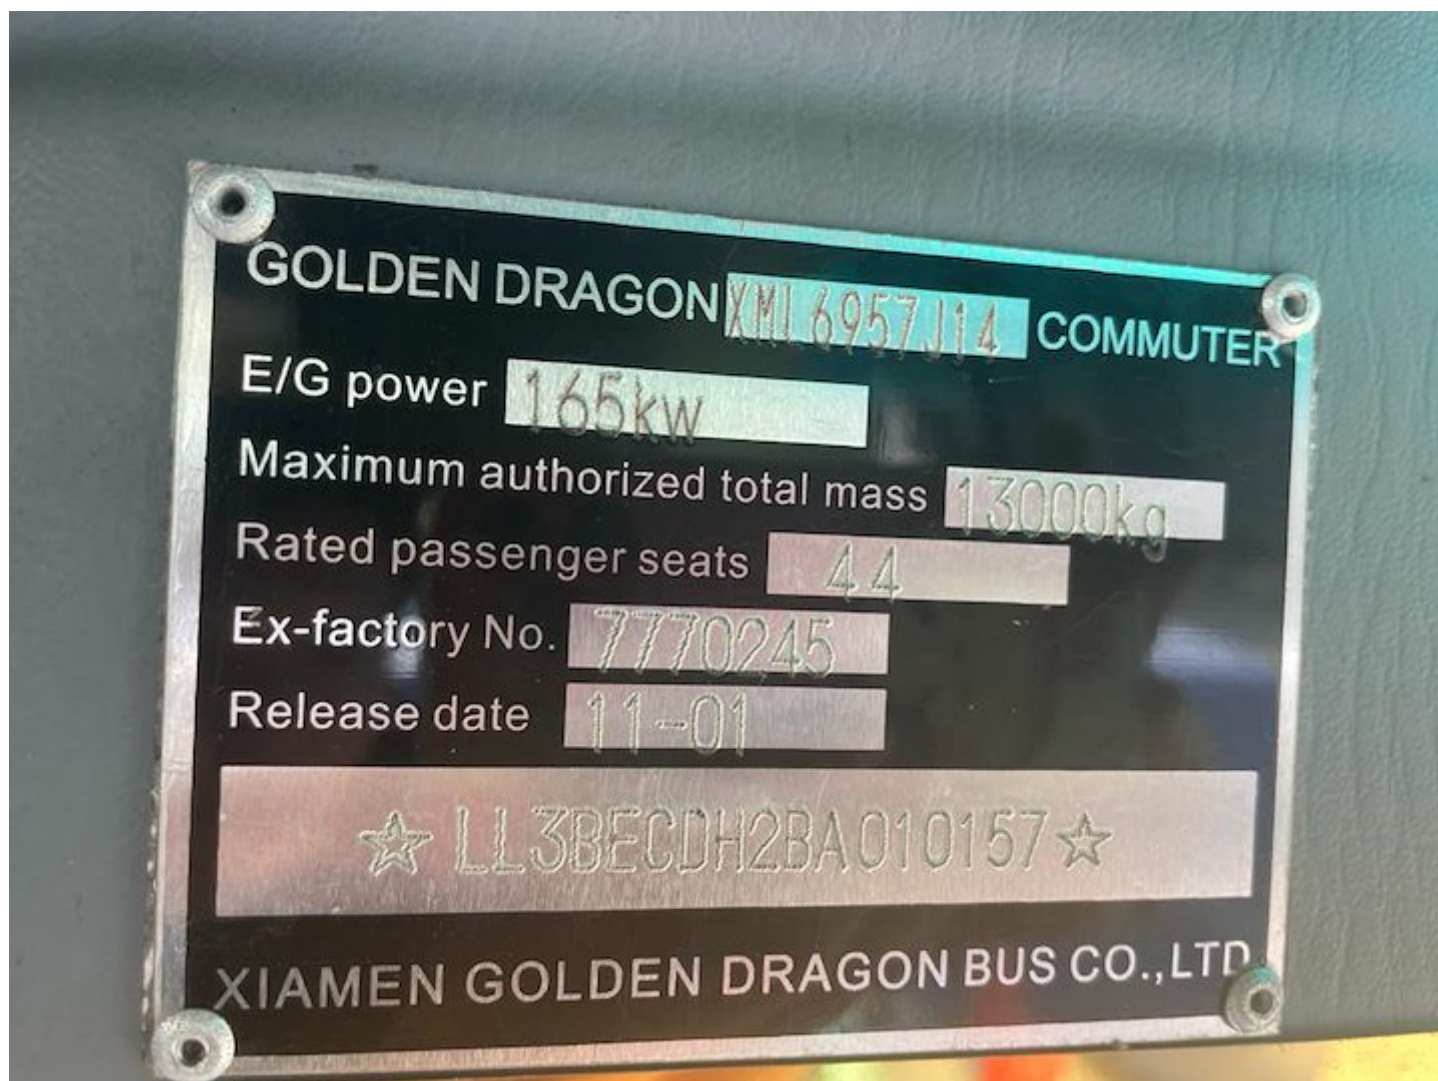 GOLDEN DRAGON XML6957J14 COMMUTER
E/G power 165kw
Maximum authorized total mass 13000kg
Rated passenger seats 44
Ex-factory No. 7770245
Release date 11-01
☆ LL3BECDH2BA010157 ☆
XIAMEN GOLDEN DRAGON BUS CO.,LTD.